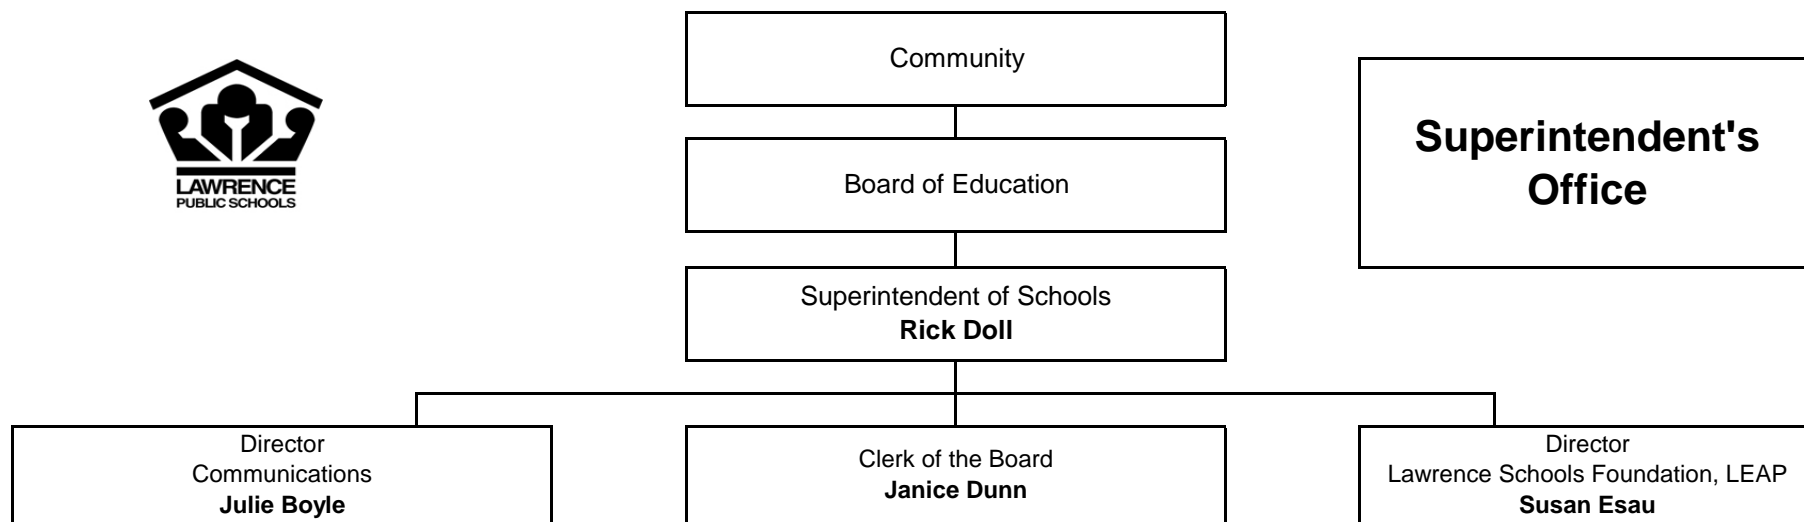 Community
LAWRENCE
PUBLIC SCHOOLS
Superintendent's
Office
Board of Education
Superintendent of Schools
Rick Doll
Director
Communications
Julie Boyle
Clerk of the Board
Janice Dunn
Director
Lawrence Schools Foundation, LEAP
Susan Esau